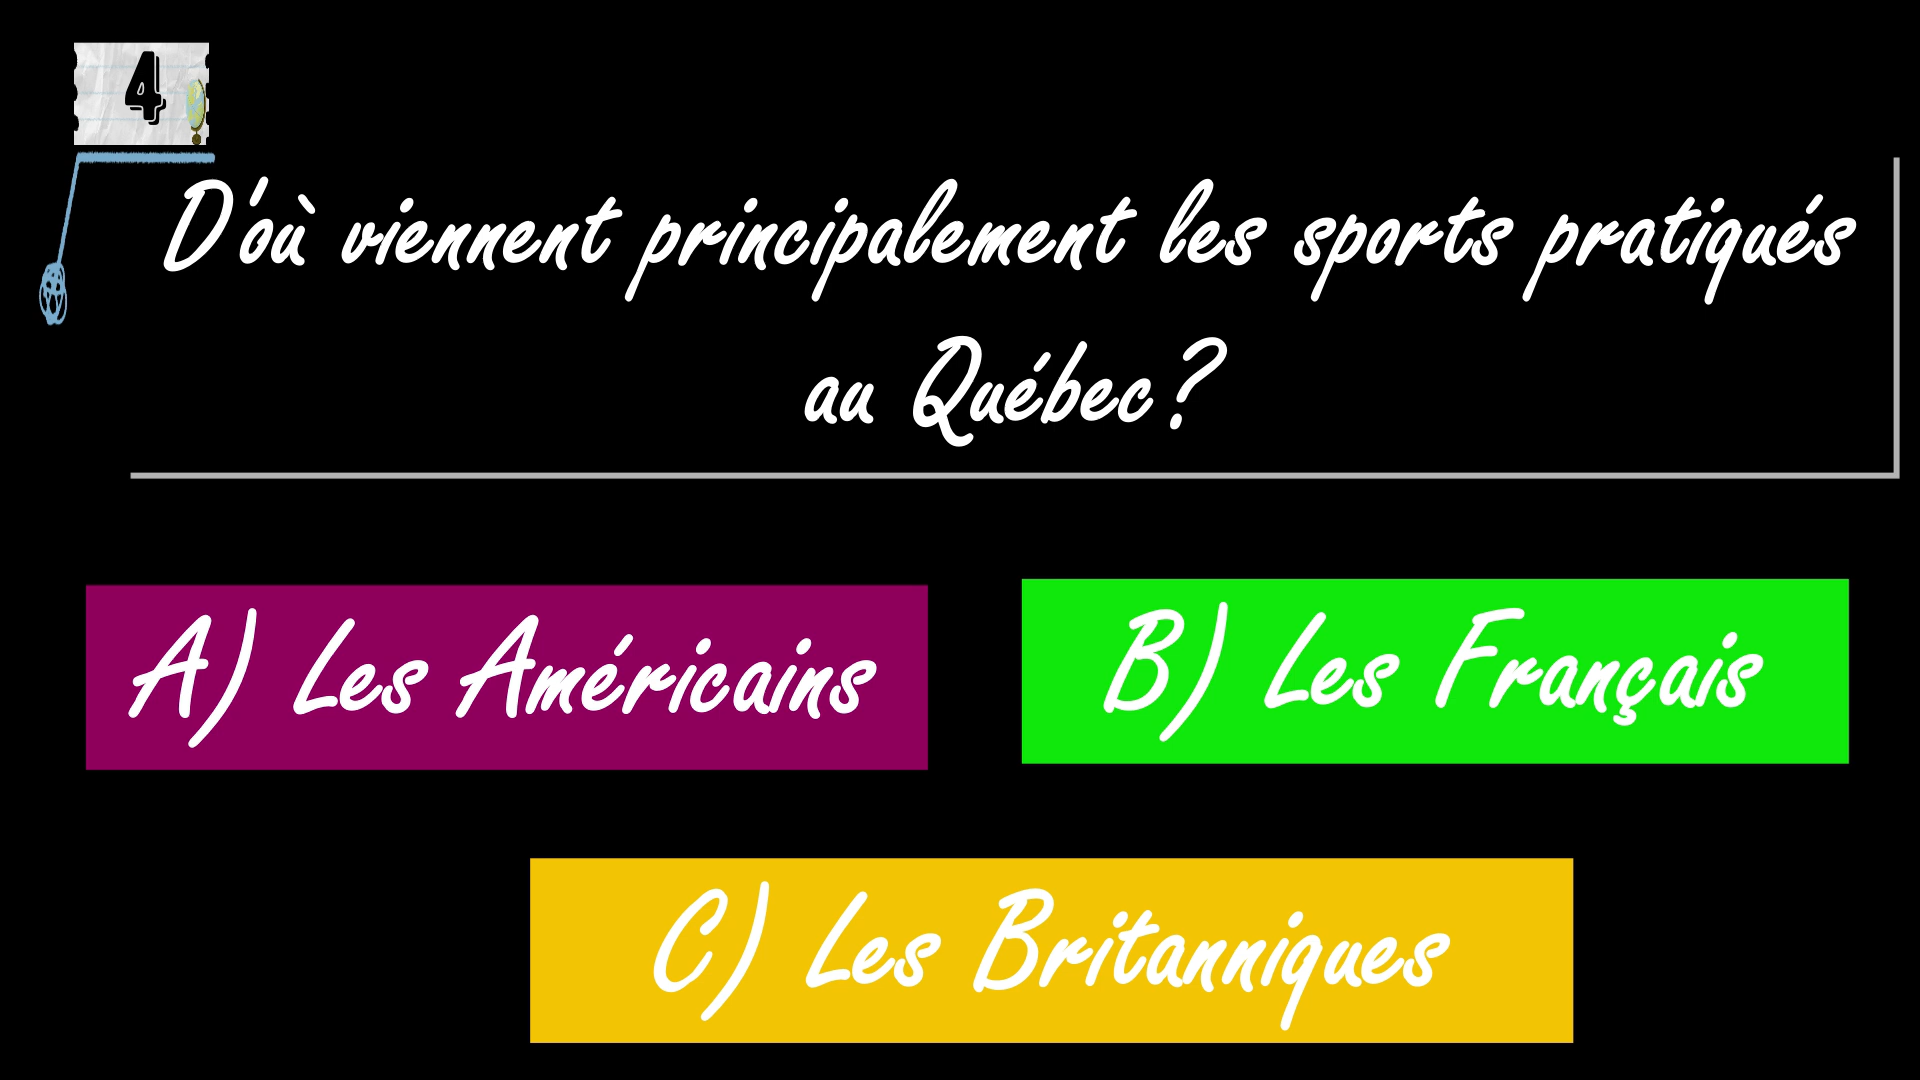 4
D'où viennent principalement les sports pratiqués
au Québec?
A) Les Américains
B) Les Français
C) Les Britanniques